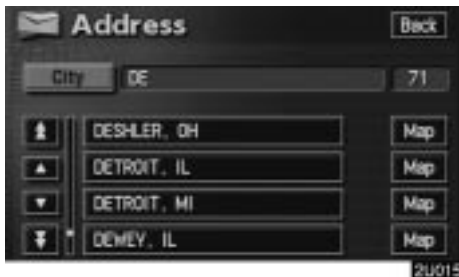 Address Back
City DE 71
DESHLER, OH Map
DETROIT, IL Map
DETROIT, MI Map
DEWEY, IL Map
2U015